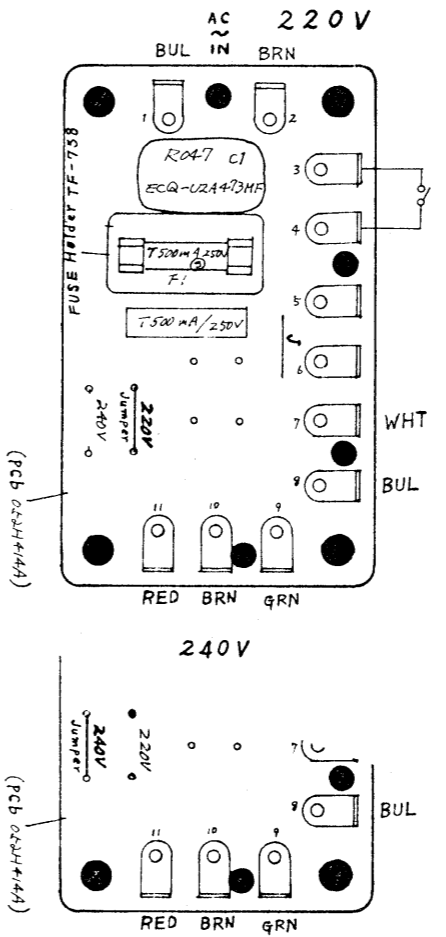 220V
AC
~
IN
BUL
BRN
1
2
R047 C1
ECQ-U2A473MF
3
4
FUSE Holder TF-758
T500mA 250V
F1
T500mA/250V
5
J
6
220V
Jumper
240V
7
WHT
8
BUL
11
10
9
RED
BRN
GRN
240V
240V
Jumper
220V
7
8
BUL
11
10
9
RED
BRN
GRN